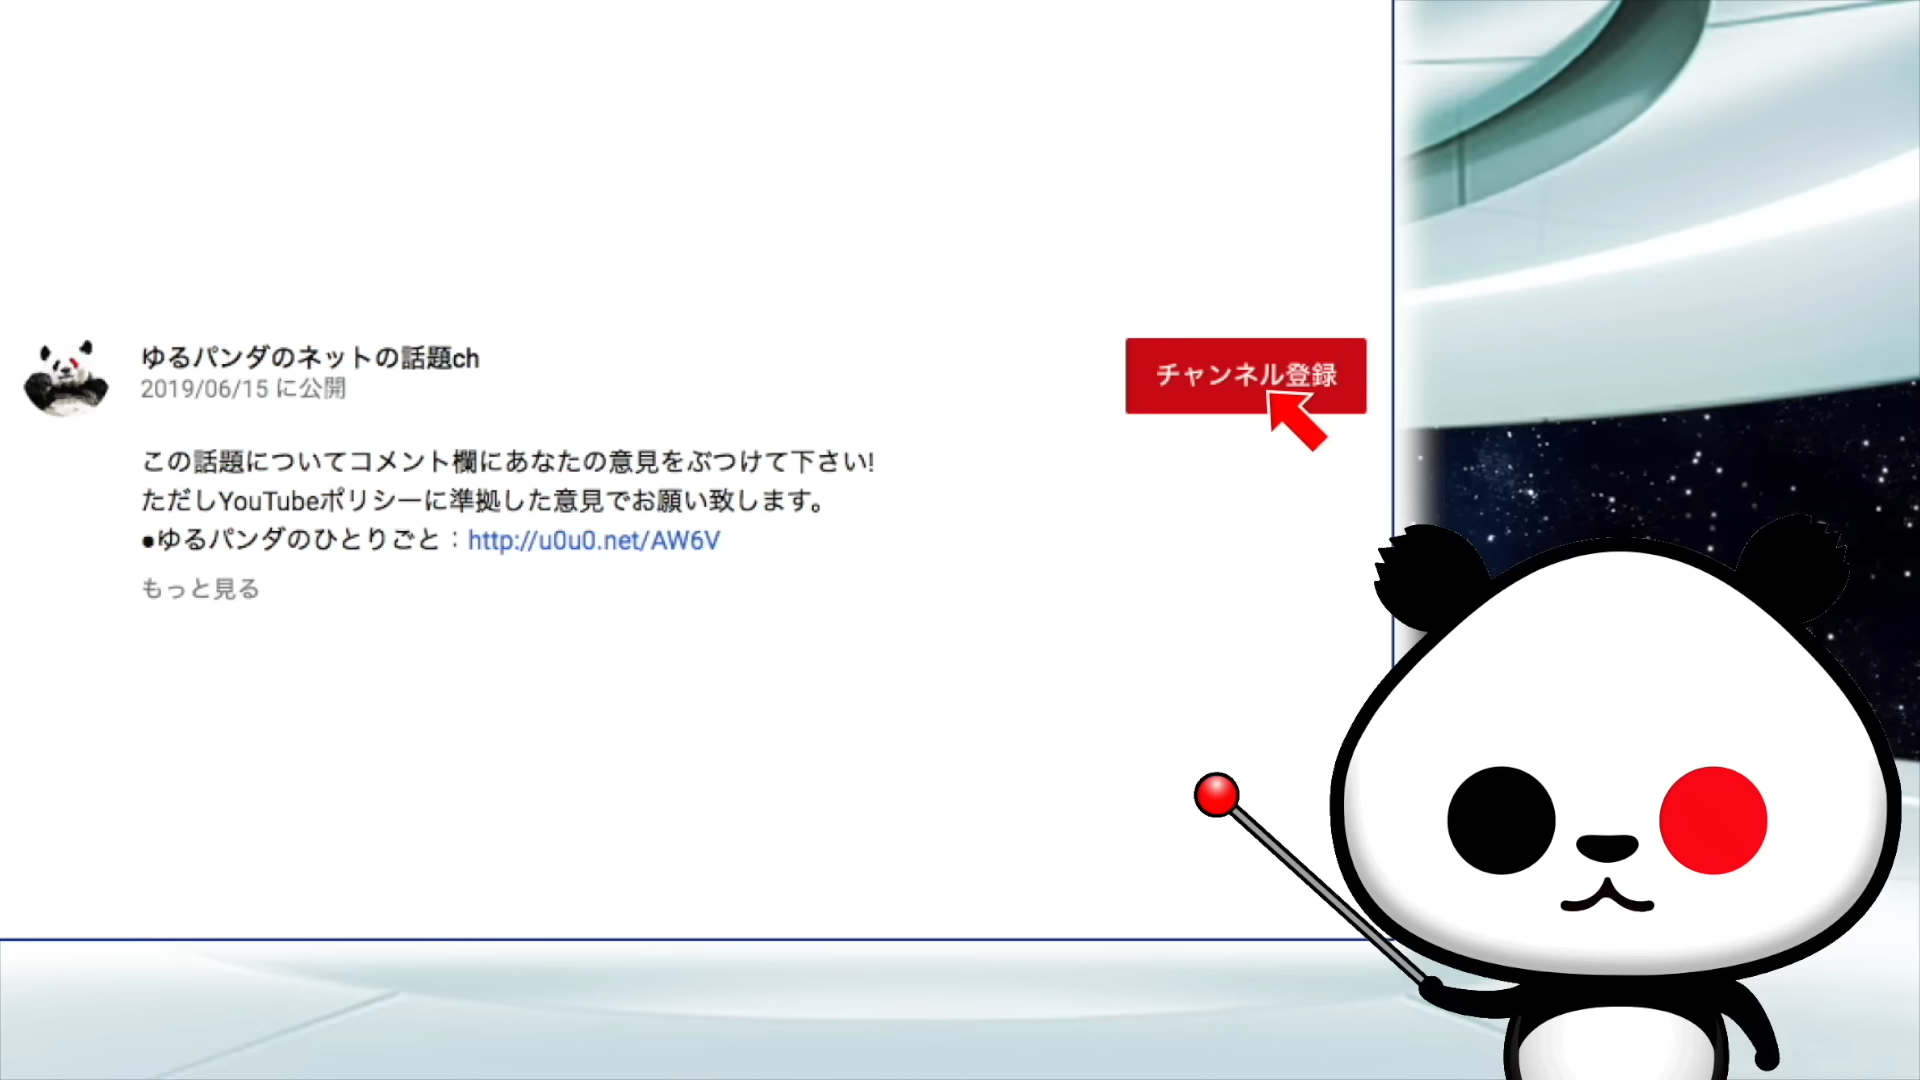 ゆるパンダのネットの話題ch
2019/06/15 に公開
チャンネル登録
この話題についてコメント欄にあなたの意見をぶつけて下さい!
ただしYouTubeポリシーに準拠した意見でお願い致します。
●ゆるパンダのひとりごと：http://u0u0.net/AW6V
もっと見る